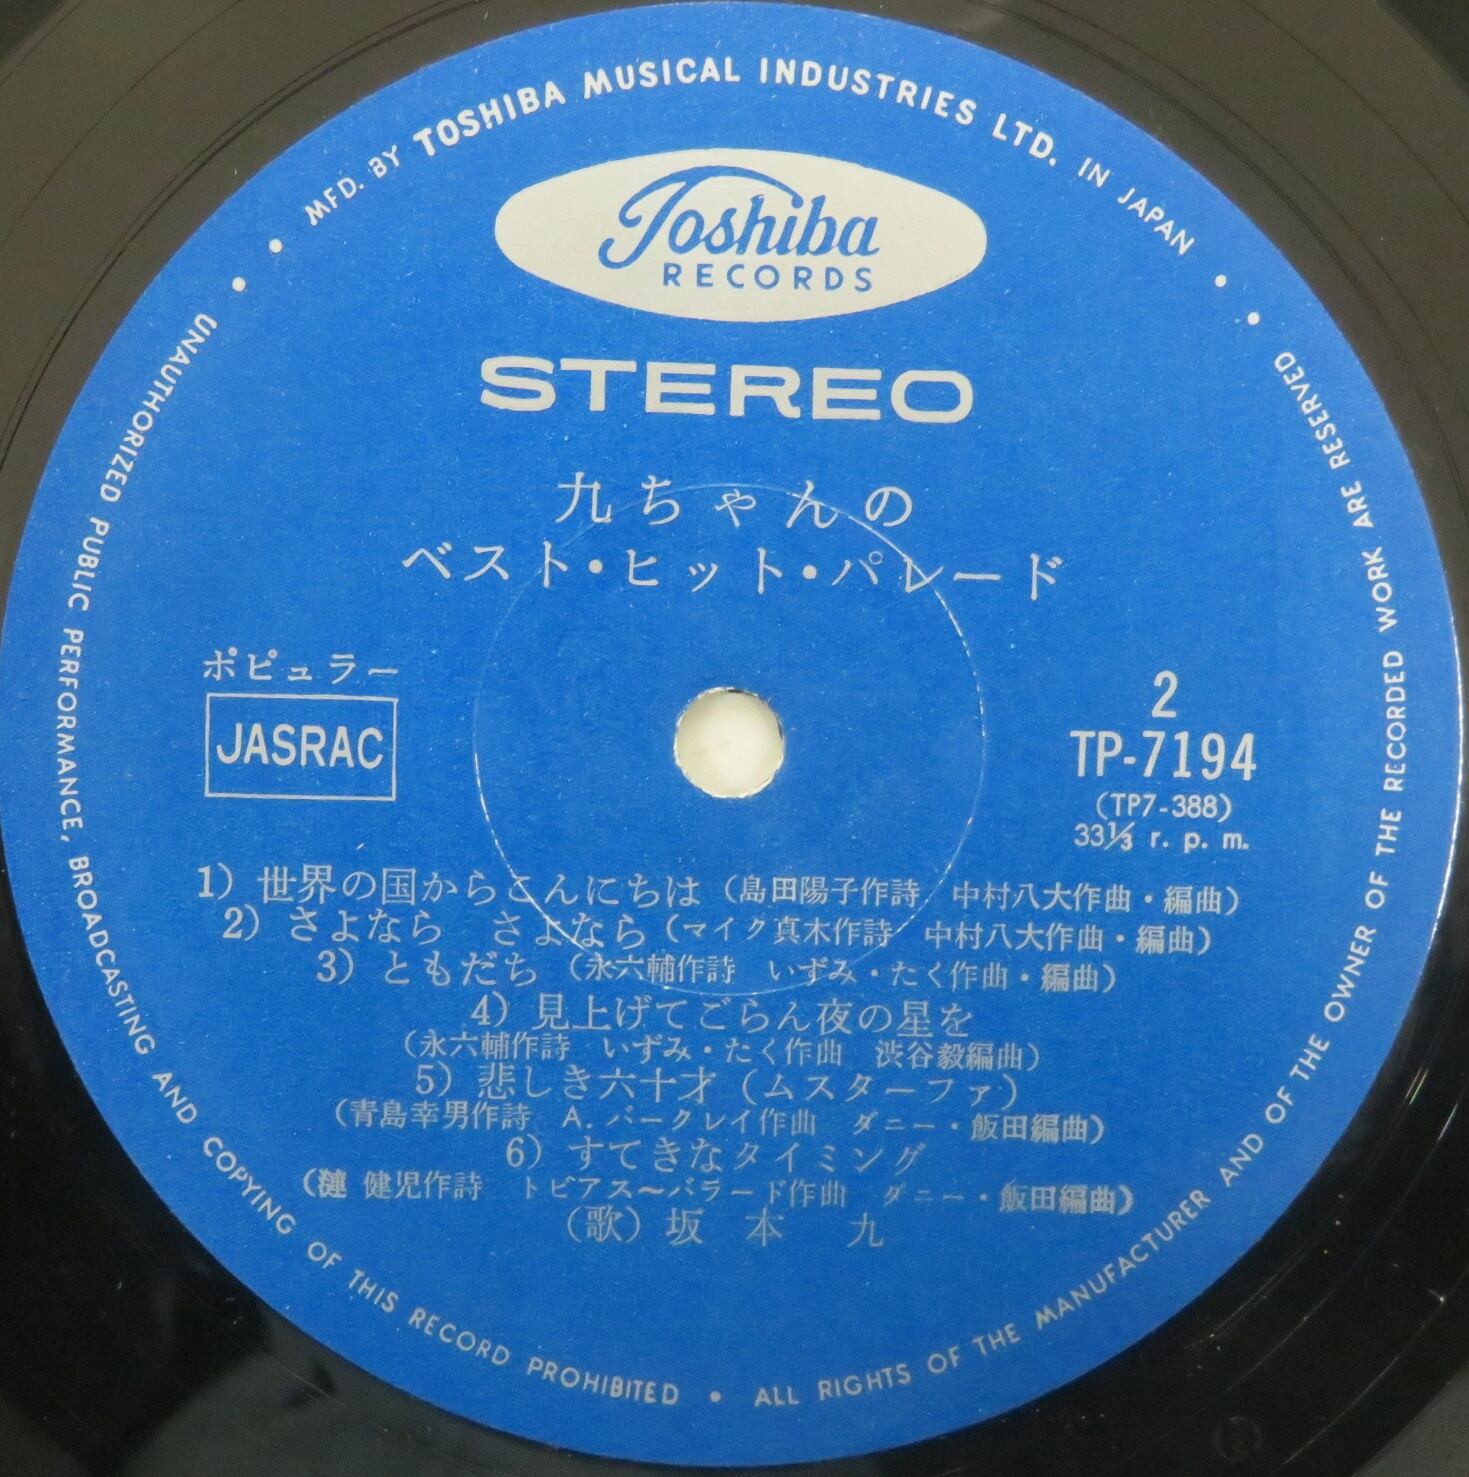 MFD. BY TOSHIBA MUSICAL INDUSTRIES LTD. IN JAPAN
Toshiba
RECORDS
STEREO
九ちゃんの
ベスト・ヒット・パレード
ポピュラー
JASRAC
2
TP-7194
(TP7-388)
33⅓ r. p. m.
1) 世界の国からこんにちは (島田陽子作詩 中村八大作曲・編曲)
2) さよなら さよなら (マイク真木作詩 中村八大作曲・編曲)
3) ともだち (永六輔作詩 いずみ・たく作曲・編曲)
4) 見上げてごらん夜の星を
(永六輔作詩 いずみ・たく作曲 渋谷毅編曲)
5) 悲しき六十才 (ムスターファ)
(青島幸男作詩 A. バークレイ作曲 ダニー・飯田編曲)
6) すてきなタイミング
(漣 健児作詩 トビアス～バラード作曲 ダニー・飯田編曲)
(歌) 坂本 九
UNAUTHORIZED PUBLIC PERFORMANCE, BROADCASTING AND COPYING OF THIS RECORD PROHIBITED • ALL RIGHTS OF THE MANUFACTURER AND OF THE OWNER OF THE RECORDED WORK ARE RESERVED